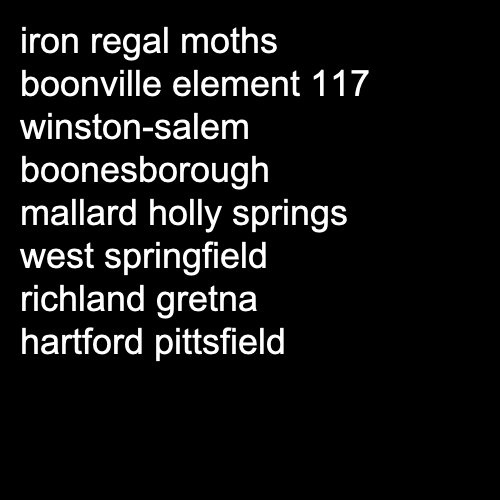 iron regal moths
boonville element 117
winston-salem
boonesborough
mallard holly springs
west springfield
richland gretna
hartford pittsfield